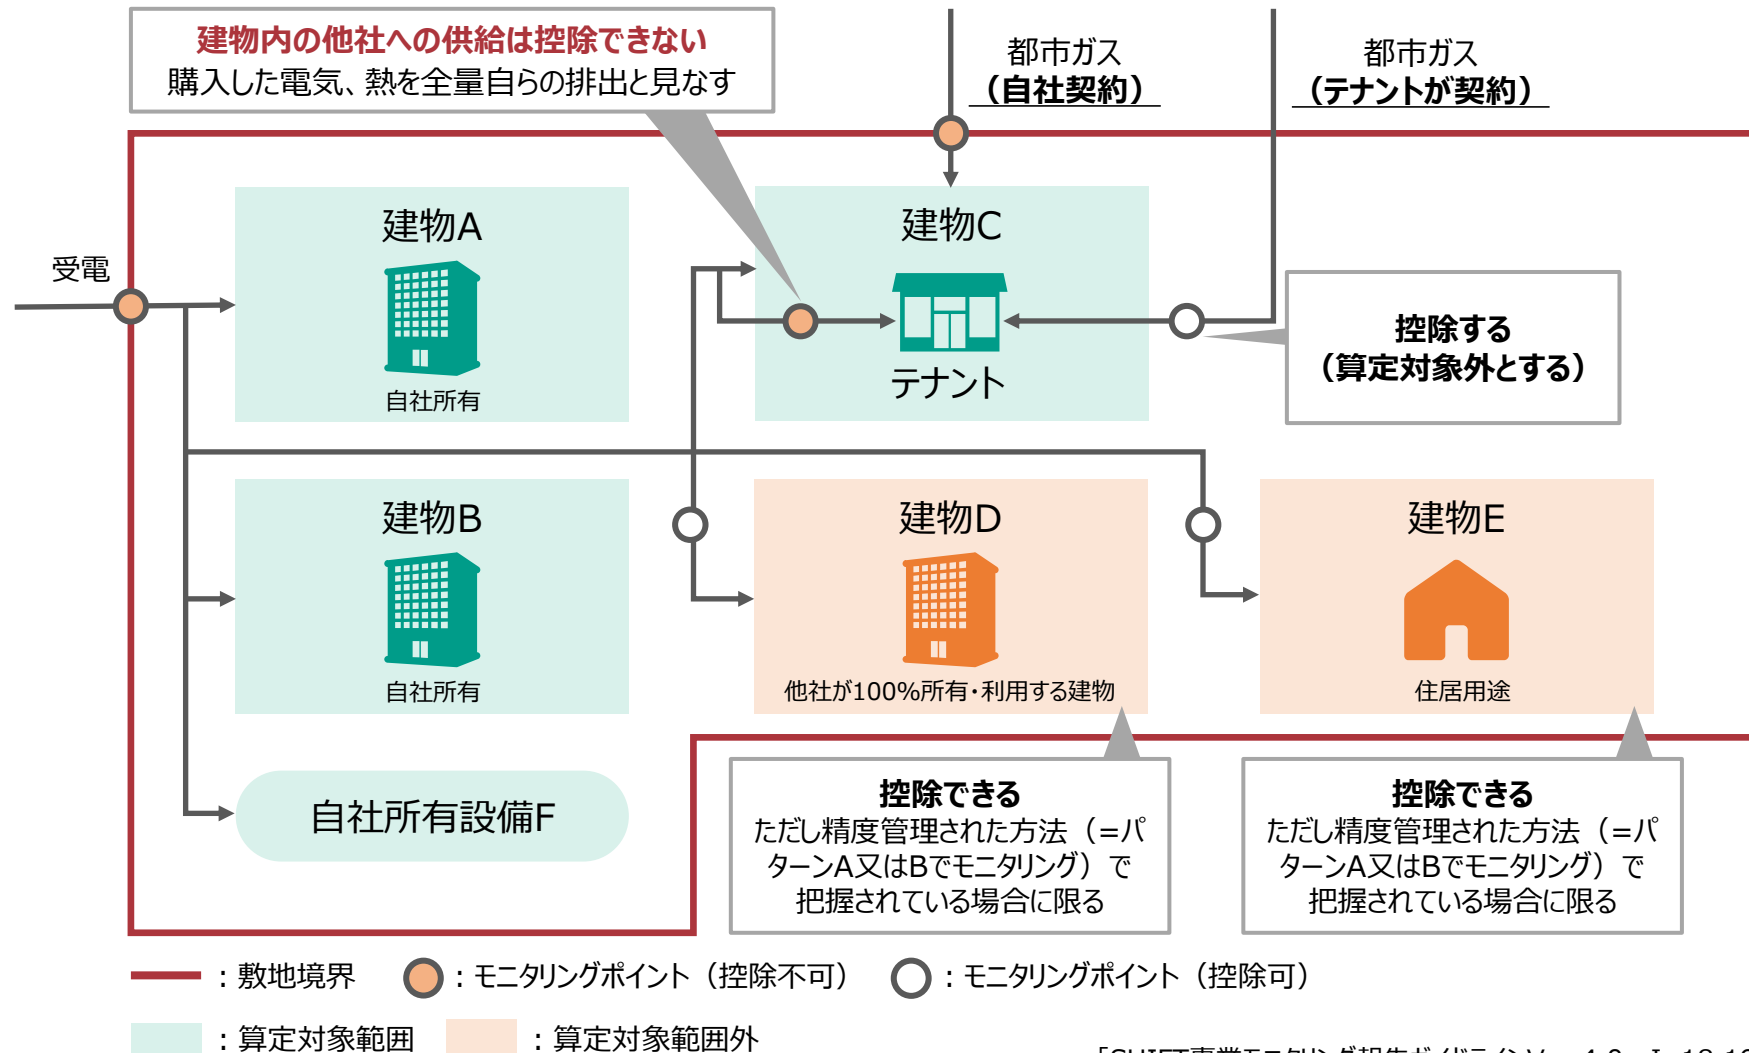 建物内の他社への供給は控除できない
購入した電気、熱を全量自らの排出と見なす
都市ガス
（自社契約）
都市ガス
（テナントが契約）
受電
建物A
自社所有
建物C
テナント
控除する
（算定対象外とする）
建物B
自社所有
建物D
他社が100%所有・利用する建物
建物E
住居用途
自社所有設備F
控除できる
ただし精度管理された方法（=パ
ターンA又はBでモニタリング）で
把握されている場合に限る
控除できる
ただし精度管理された方法（=パ
ターンA又はBでモニタリング）で
把握されている場合に限る
：敷地境界
：モニタリングポイント（控除不可）
：モニタリングポイント（控除可）
：算定対象範囲
：算定対象範囲外